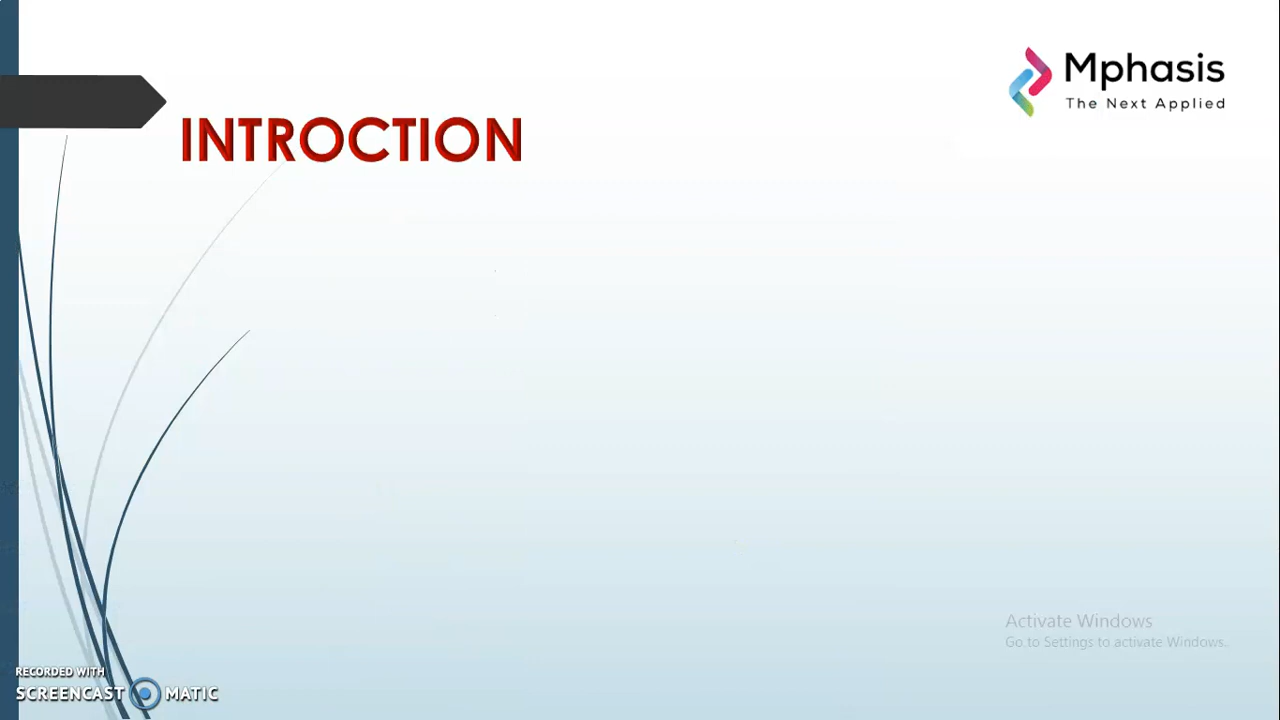 Mphasis
The Next Applied
INTROCTION
Activate Windows
Go to Settings to activate Windows.
RECORDED WITH
SCREENCAST MATIC